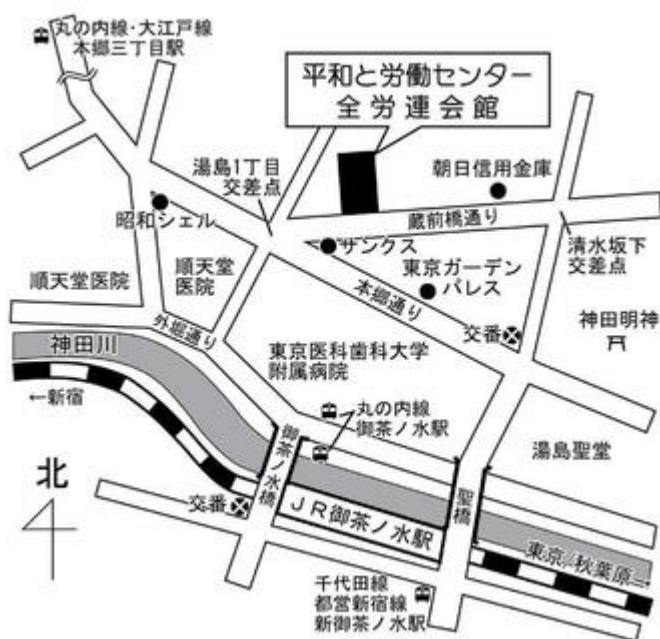 丸の内線・大江戸線
本郷三丁目駅
平和と労働センター
全労連会館
湯島1丁目
交差点
朝日信用金庫
昭和シェル
蔵前橋通り
サンクス
清水坂下
交差点
順天堂医院
順天堂
医院
東京ガーデン
パレス
本郷通り
外堀通り
交番
神田明神
神田川
東京医科歯科大学
附属病院
←新宿
丸の内線
御茶ノ水駅
御茶ノ水橋
湯島聖堂
北
聖橋
交番
JR御茶ノ水駅
東京/秋葉原→
千代田線
都営新宿線
新御茶ノ水駅